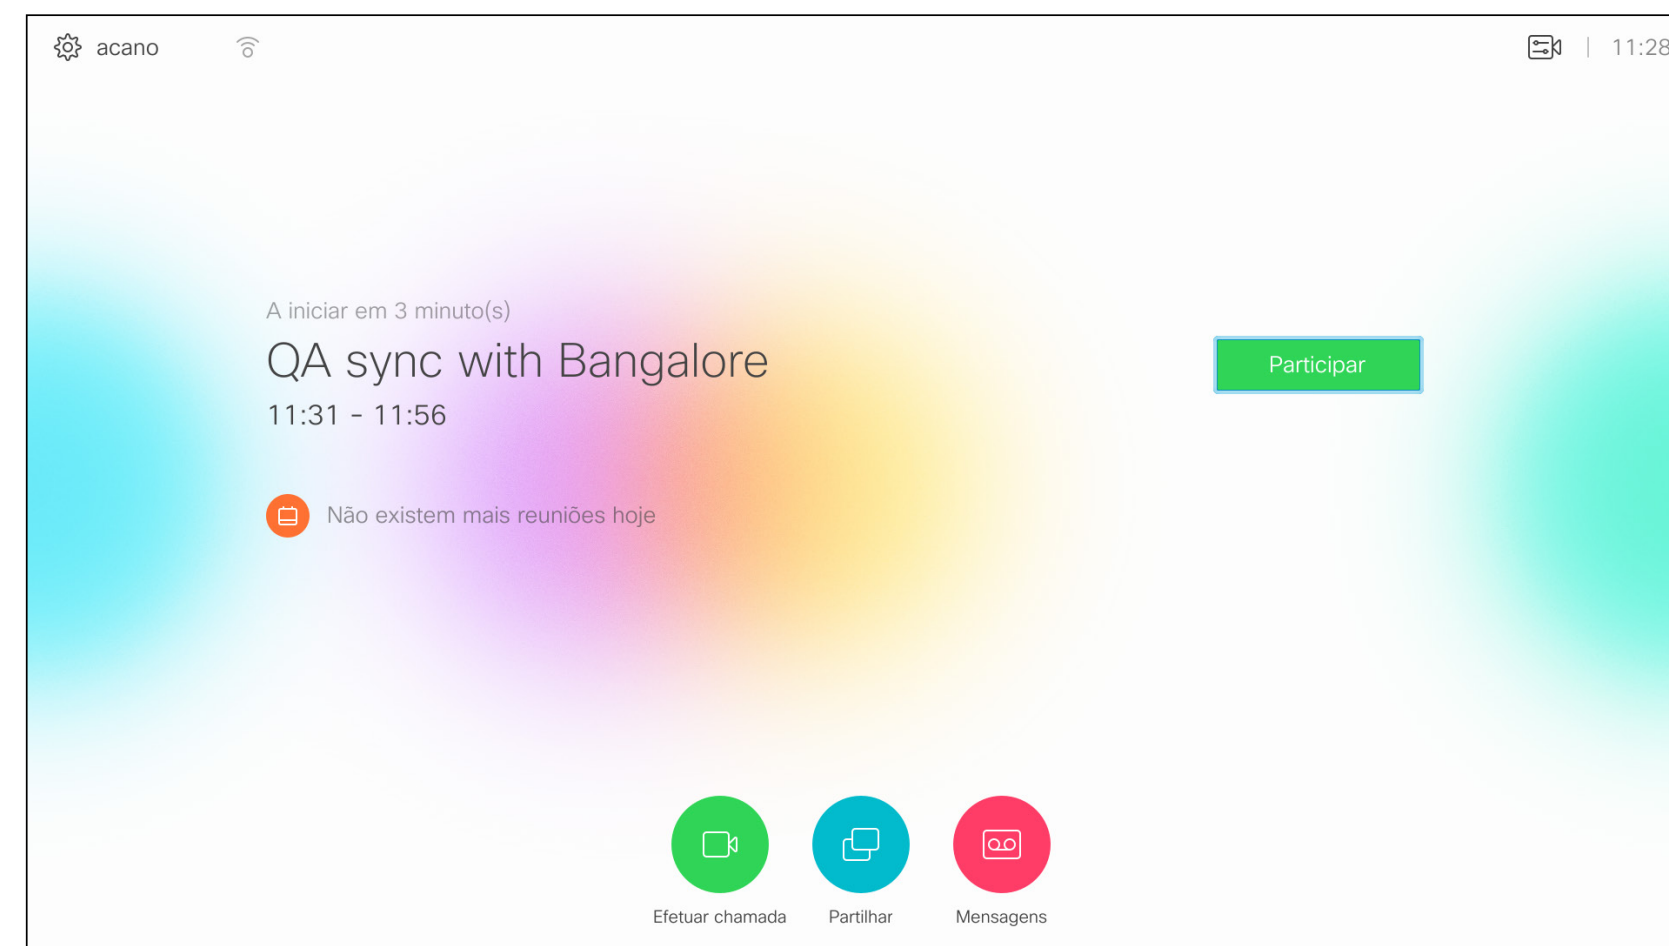 acano
11:28
A iniciar em 3 minuto(s)
QA sync with Bangalore
Participar
11:31 - 11:56
Não existem mais reuniões hoje
Efetuar chamada
Partilhar
Mensagens